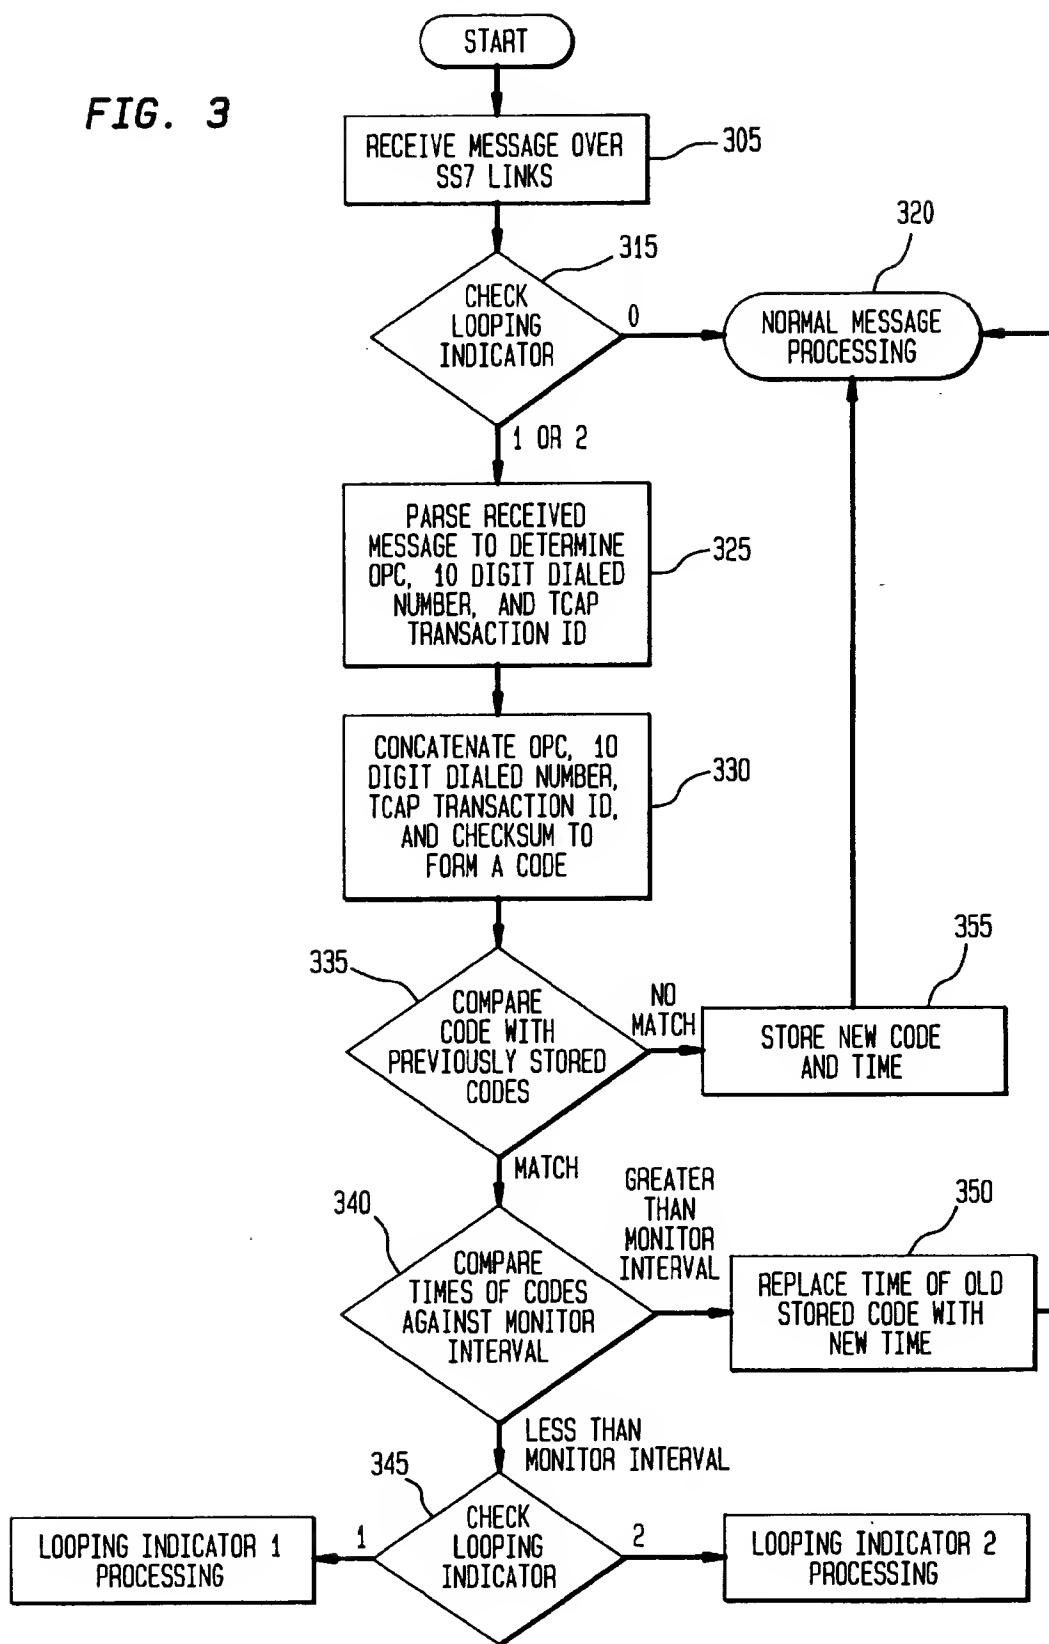 START
FIG. 3
RECEIVE MESSAGE OVER
SS7 LINKS
305
315
320
CHECK
LOOPING
INDICATOR
0
NORMAL MESSAGE
PROCESSING
1 OR 2
PARSE RECEIVED
MESSAGE TO DETERMINE
OPC, 10 DIGIT DIALED
NUMBER, AND TCAP
TRANSACTION ID
325
CONCATENATE OPC, 10
DIGIT DIALED NUMBER,
TCAP TRANSACTION ID,
AND CHECKSUM TO
FORM A CODE
330
335
COMPARE
CODE WITH
PREVIOUSLY STORED
CODES
NO
MATCH
355
STORE NEW CODE
AND TIME
MATCH
340
COMPARE
TIMES OF CODES
AGAINST MONITOR
INTERVAL
GREATER
THAN
MONITOR
INTERVAL
350
REPLACE TIME OF OLD
STORED CODE WITH
NEW TIME
LESS THAN
MONITOR INTERVAL
345
CHECK
LOOPING
INDICATOR
1
2
LOOPING INDICATOR 1
PROCESSING
LOOPING INDICATOR 2
PROCESSING